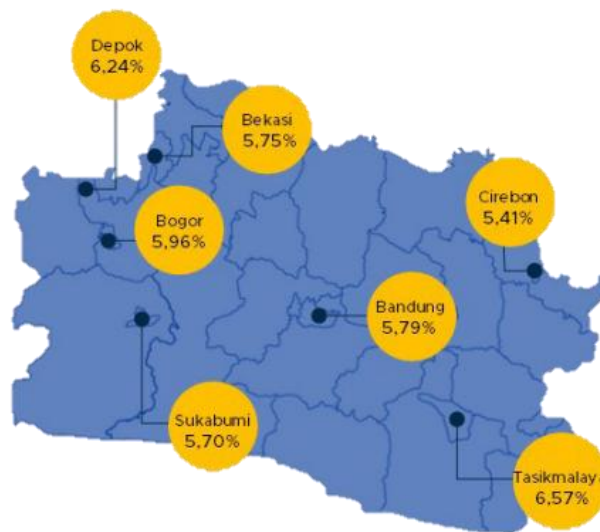 Depok
6,24%
Bekasi
5,75%
Cirebon
5,41%
Bogor
5,96%
Bandung
5,79%
Sukabumi
5,70%
Tasikmalaya
6,57%